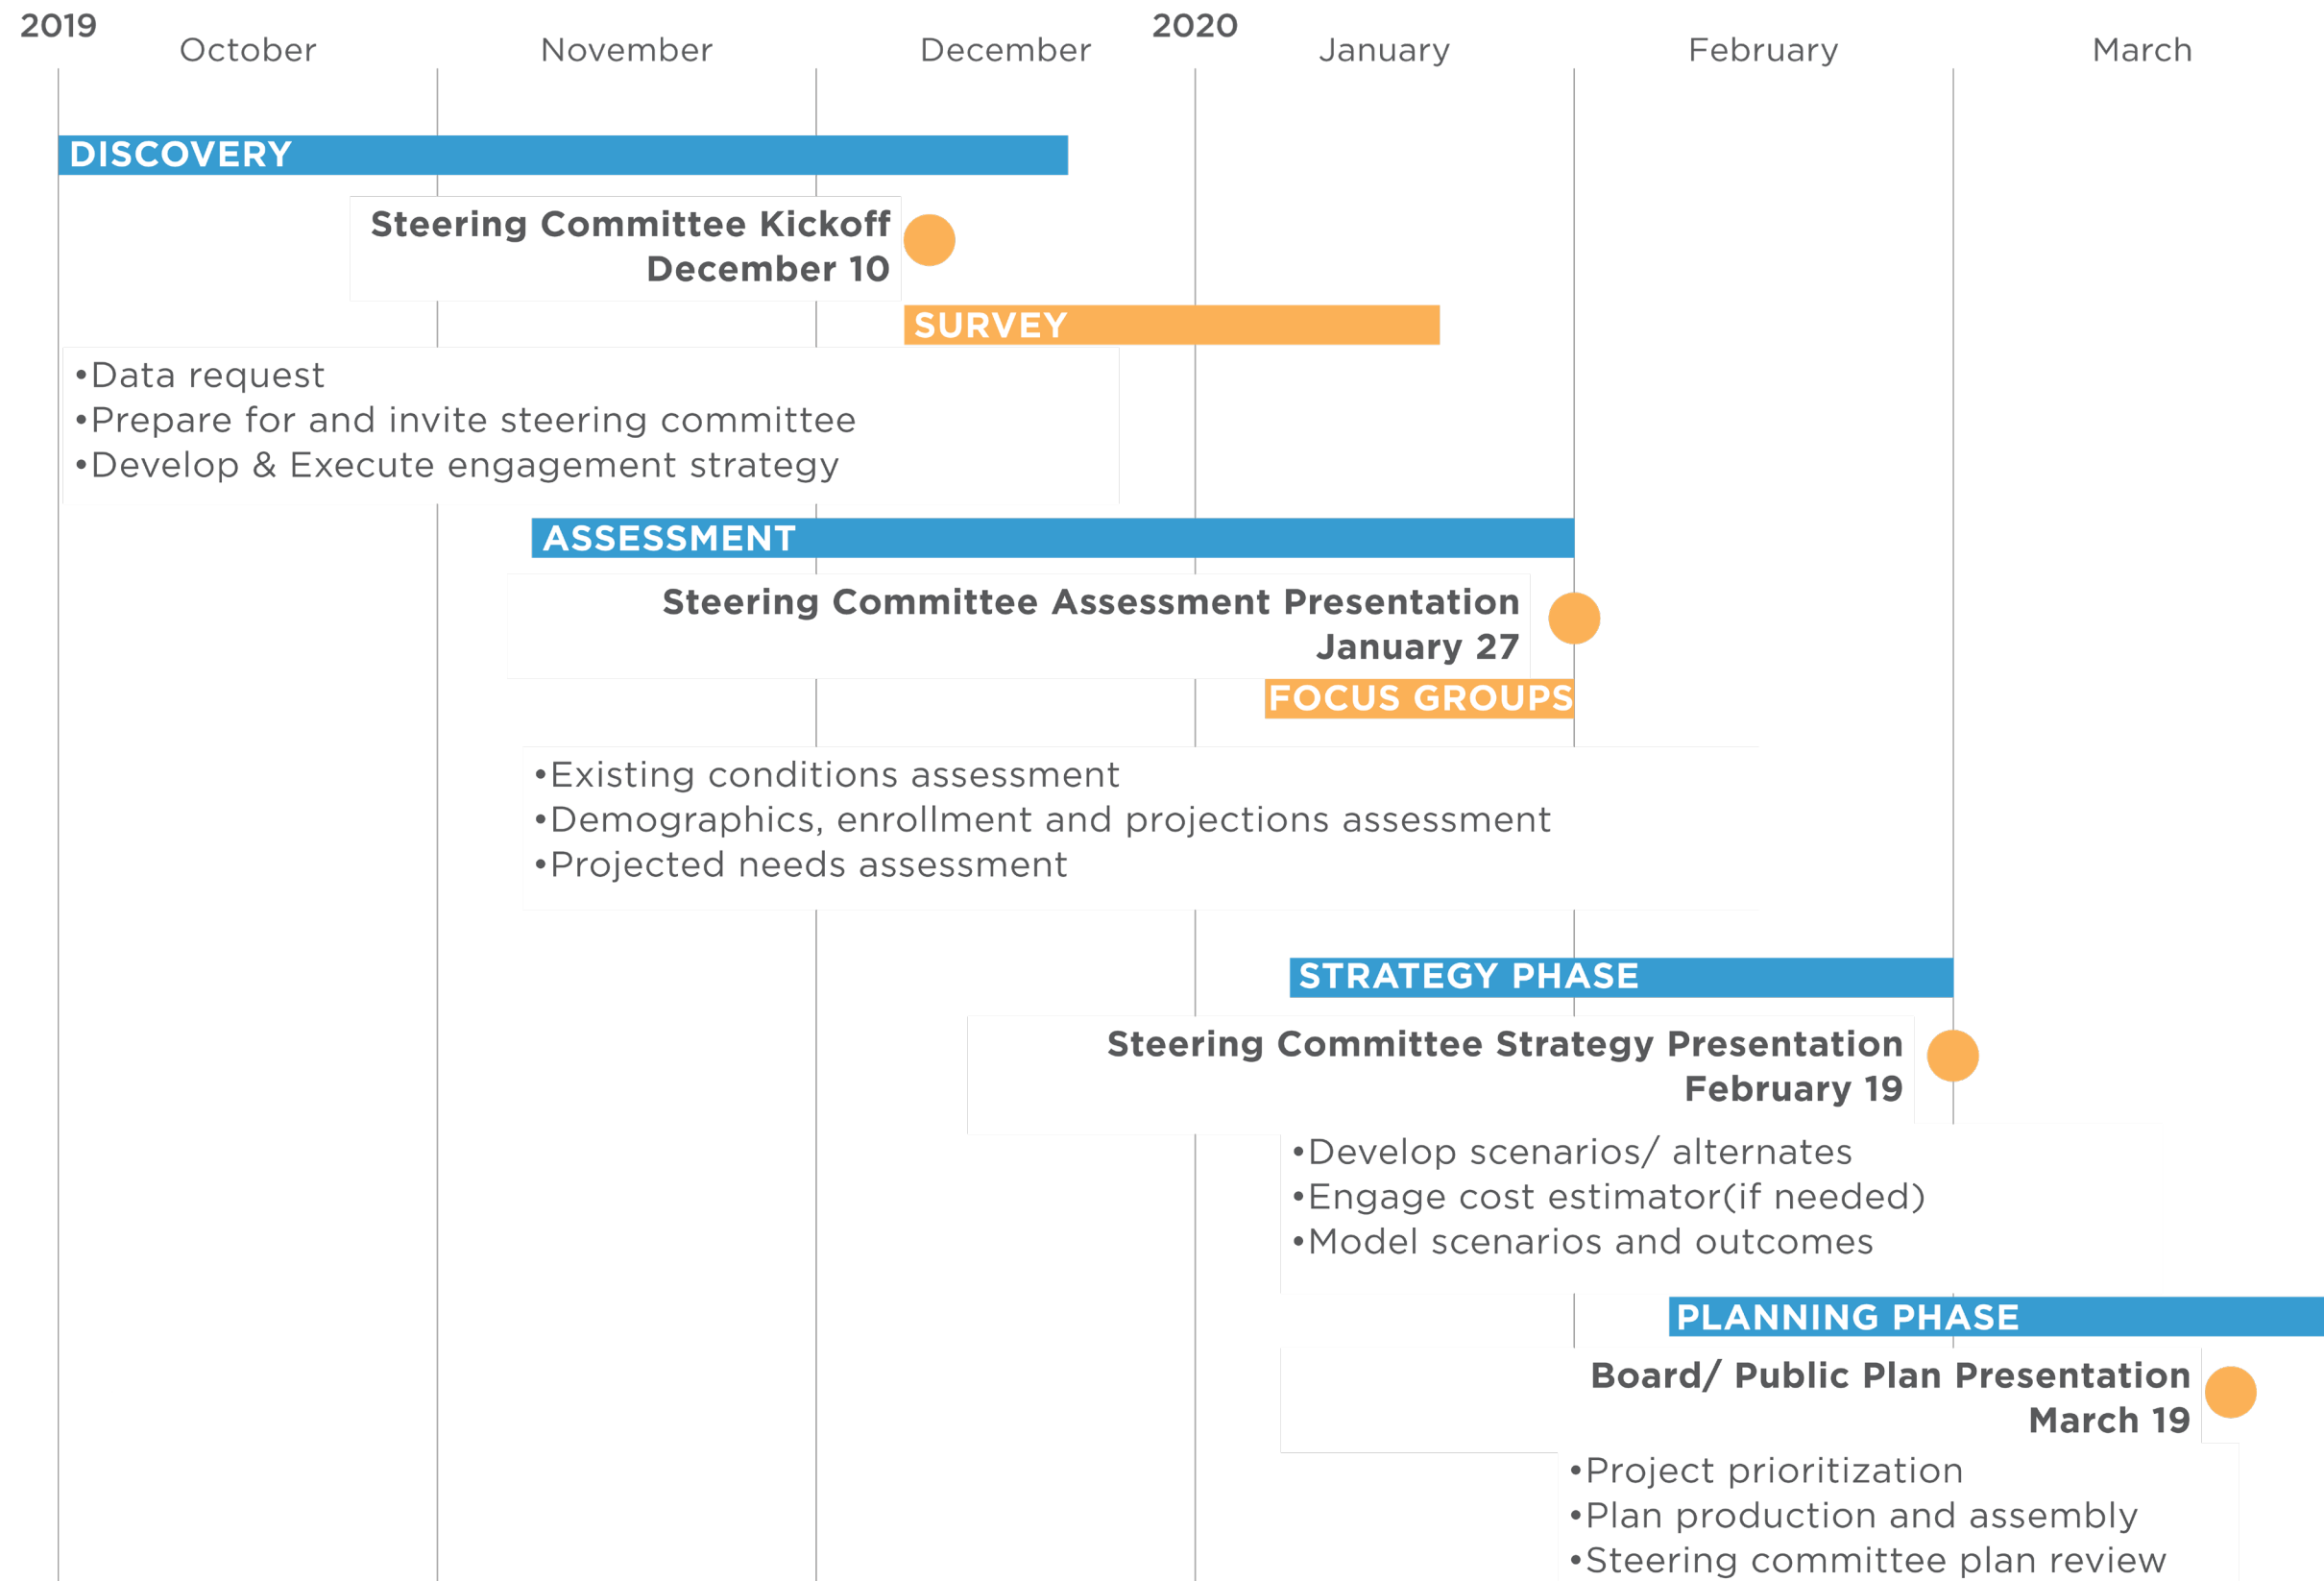 2019
2020
October November December January February March
DISCOVERY
Steering Committee Kickoff
December 10
SURVEY
•Data request
•Prepare for and invite steering committee
•Develop & Execute engagement strategy
ASSESSMENT
Steering Committee Assessment Presentation
January 27
FOCUS GROUPS
•Existing conditions assessment
•Demographics, enrollment and projections assessment
•Projected needs assessment
STRATEGY PHASE
Steering Committee Strategy Presentation
February 19
•Develop scenarios/ alternates
•Engage cost estimator(if needed)
•Model scenarios and outcomes
PLANNING PHASE
Board/ Public Plan Presentation
March 19
•Project prioritization
•Plan production and assembly
•Steering committee plan review